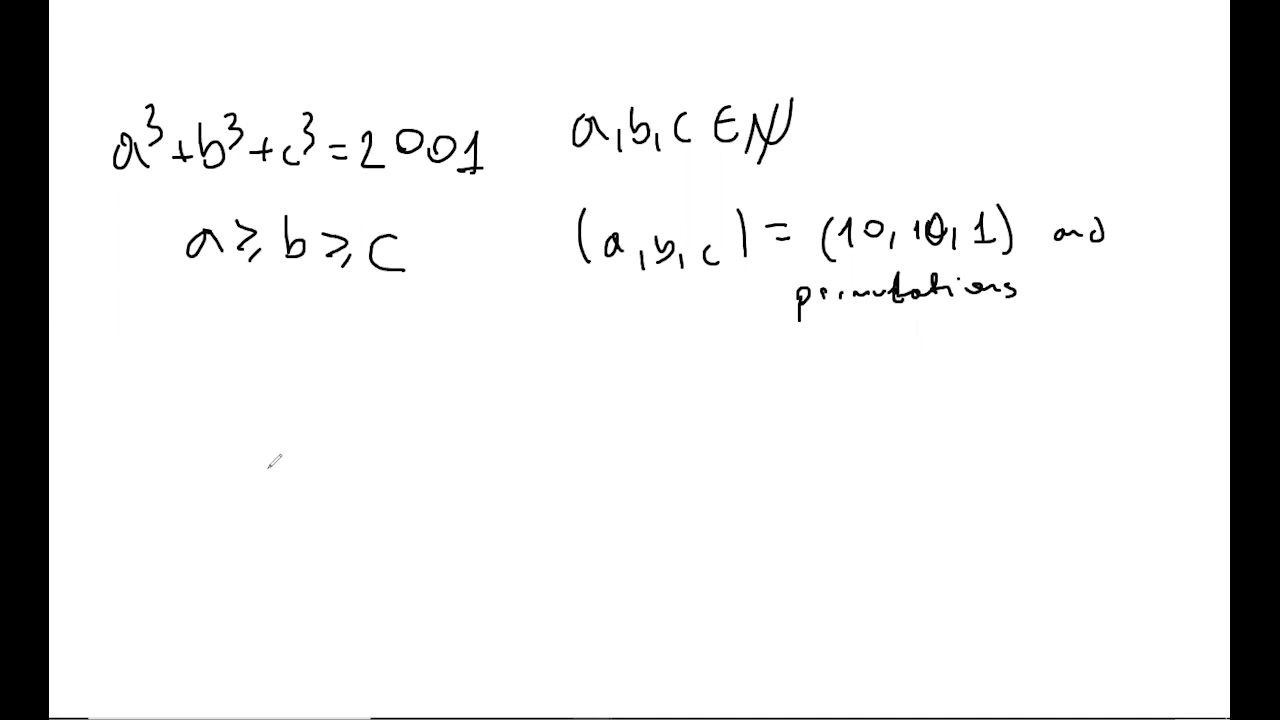 a³+b³+c³=2001 a,b,c∈ℕ
a⩾b⩾c (a,b,c)=(10,10,1) and
permutations